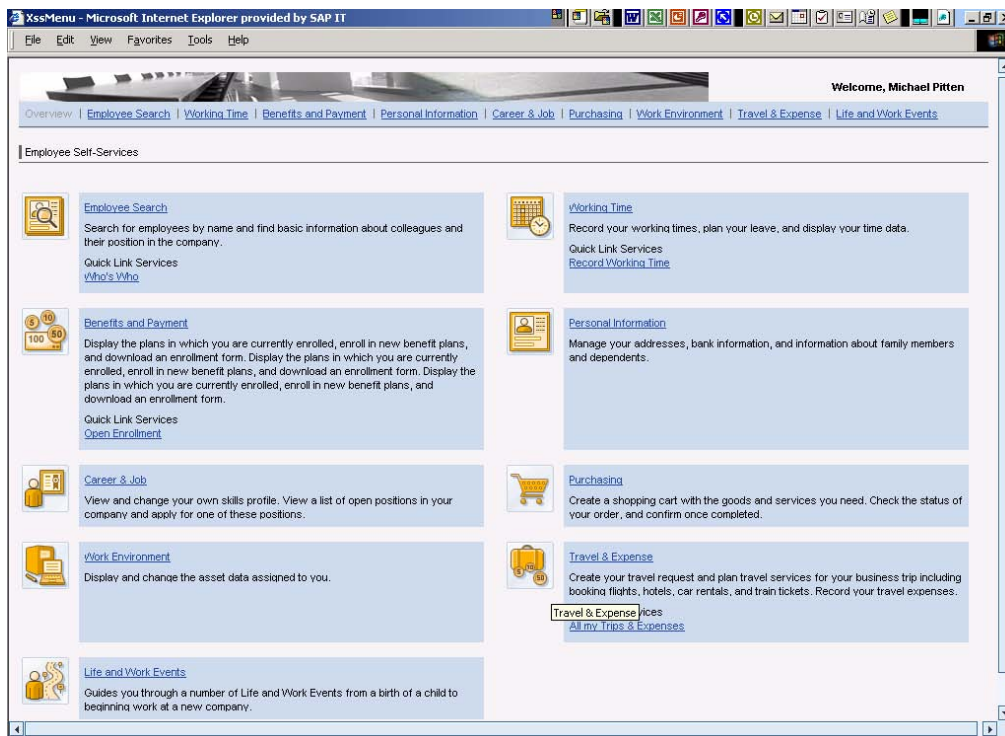 XssMenu - Microsoft Internet Explorer provided by SAP IT
File Edit View Favorites Tools Help
Welcome, Michael Pitten
Overview | Employee Search | Working Time | Benefits and Payment | Personal Information | Career & Job | Purchasing | Work Environment | Travel & Expense | Life and Work Events
Employee Self-Services
Employee Search
Search for employees by name and find basic information about colleagues and
their position in the company.
Quick Link Services
Who's Who
Working Time
Record your working times, plan your leave, and display your time data.
Quick Link Services
Record Working Time
Benefits and Payment
Display the plans in which you are currently enrolled, enroll in new benefit plans,
and download an enrollment form. Display the plans in which you are currently
enrolled, enroll in new benefit plans, and download an enrollment form. Display the
plans in which you are currently enrolled, enroll in new benefit plans, and
download an enrollment form.
Quick Link Services
Open Enrollment
Personal Information
Manage your addresses, bank information, and information about family members
and dependents.
Career & Job
View and change your own skills profile. View a list of open positions in your
company and apply for one of these positions.
Purchasing
Create a shopping cart with the goods and services you need. Check the status of
your order, and confirm once completed.
Work Environment
Display and change the asset data assigned to you.
Travel & Expense
Create your travel request and plan travel services for your business trip including
booking flights, hotels, car rentals, and train tickets. Record your travel expenses.
Travel & Expense vices
All my Trips & Expenses
Life and Work Events
Guides you through a number of Life and Work Events from a birth of a child to
beginning work at a new company.